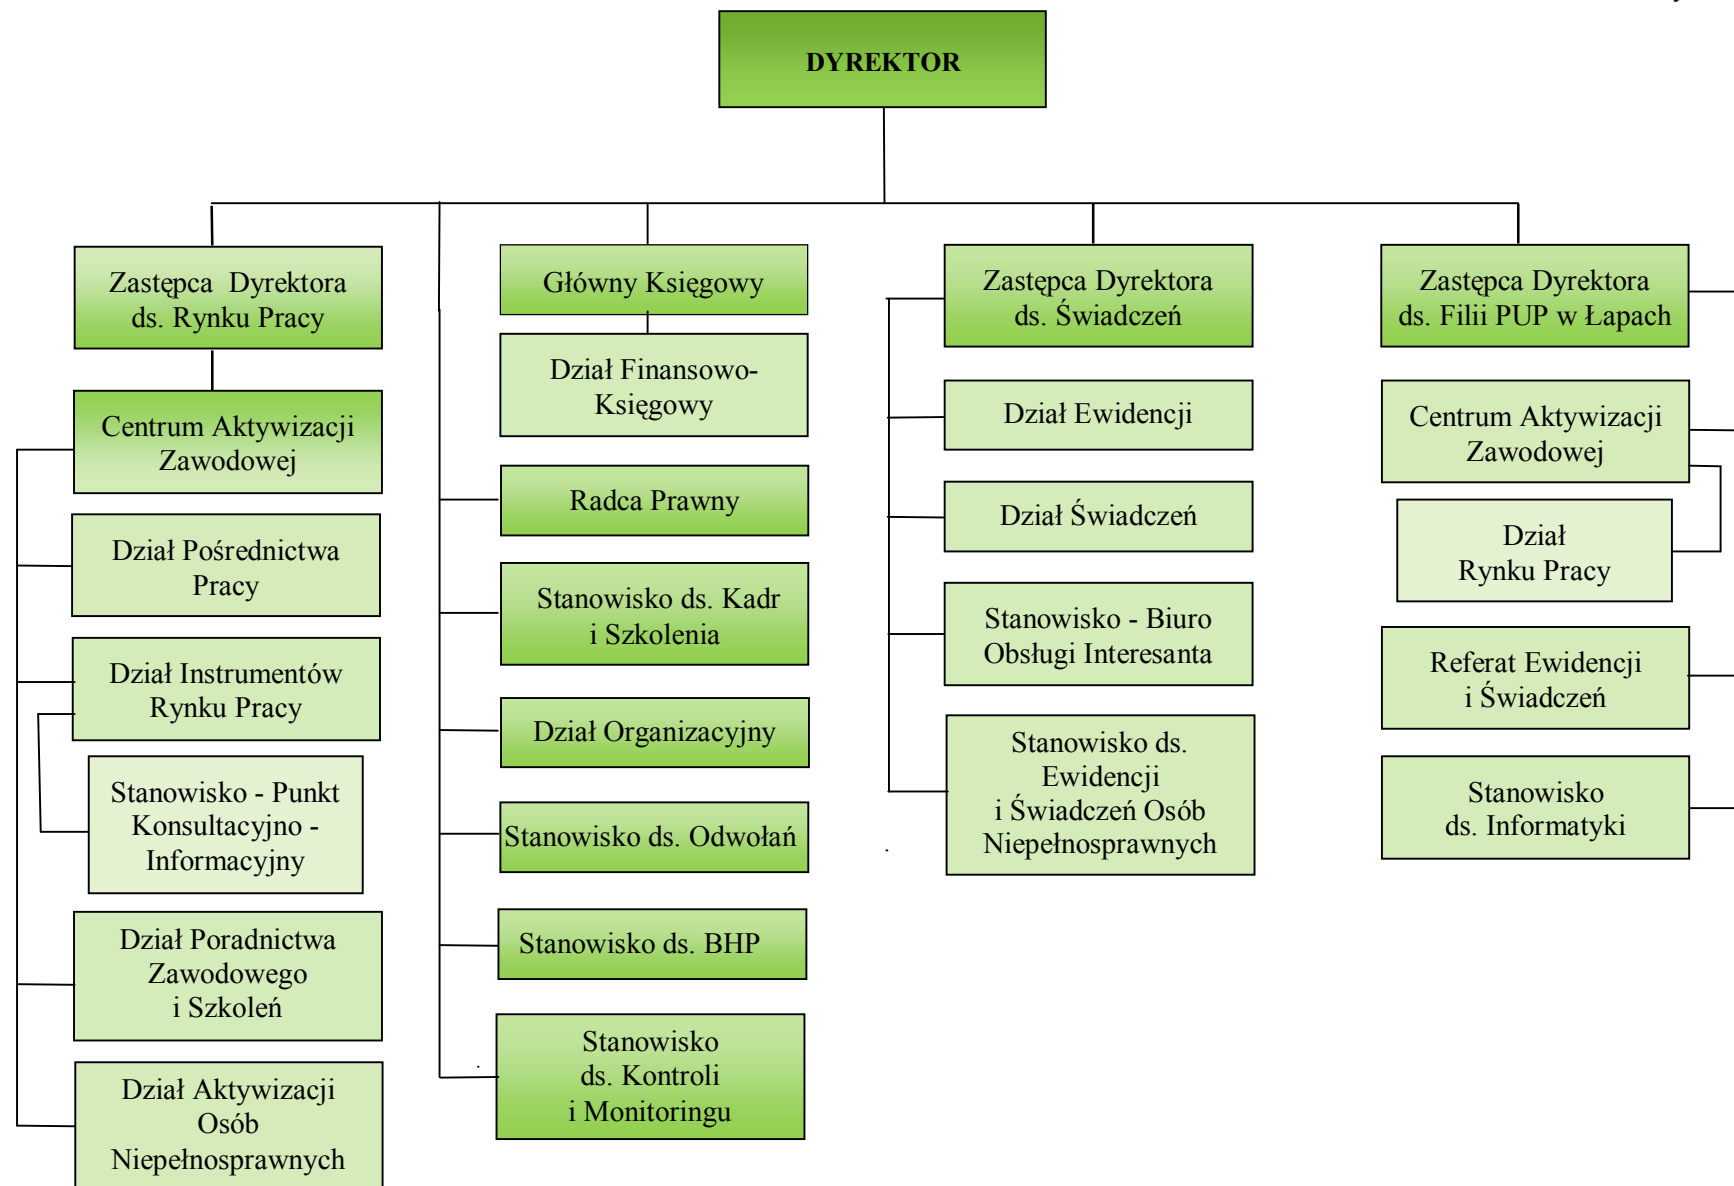 DYREKTOR
Zastępca Dyrektora
ds. Rynku Pracy
Centrum Aktywizacji
Zawodowej
Dział Pośrednictwa
Pracy
Dział Instrumentów
Rynku Pracy
Stanowisko - Punkt
Konsultacyjno -
Informacyjny
Dział Poradnictwa
Zawodowego
i Szkoleń
Dział Aktywizacji
Osób
Niepełnosprawnych
Główny Księgowy
Dział Finansowo-
Księgowy
Radca Prawny
Stanowisko ds. Kadr
i Szkolenia
Dział Organizacyjny
Stanowisko ds. Odwołań
Stanowisko ds. BHP
Stanowisko
ds. Kontroli
i Monitoringu
Zastępca Dyrektora
ds. Świadczeń
Dział Ewidencji
Dział Świadczeń
Stanowisko - Biuro
Obsługi Interesanta
Stanowisko ds.
Ewidencji
i Świadczeń Osób
Niepełnosprawnych
Zastępca Dyrektora
ds. Filii PUP w Łapach
Centrum Aktywizacji
Zawodowej
Dział
Rynku Pracy
Referat Ewidencji
i Świadczeń
Stanowisko
ds. Informatyki